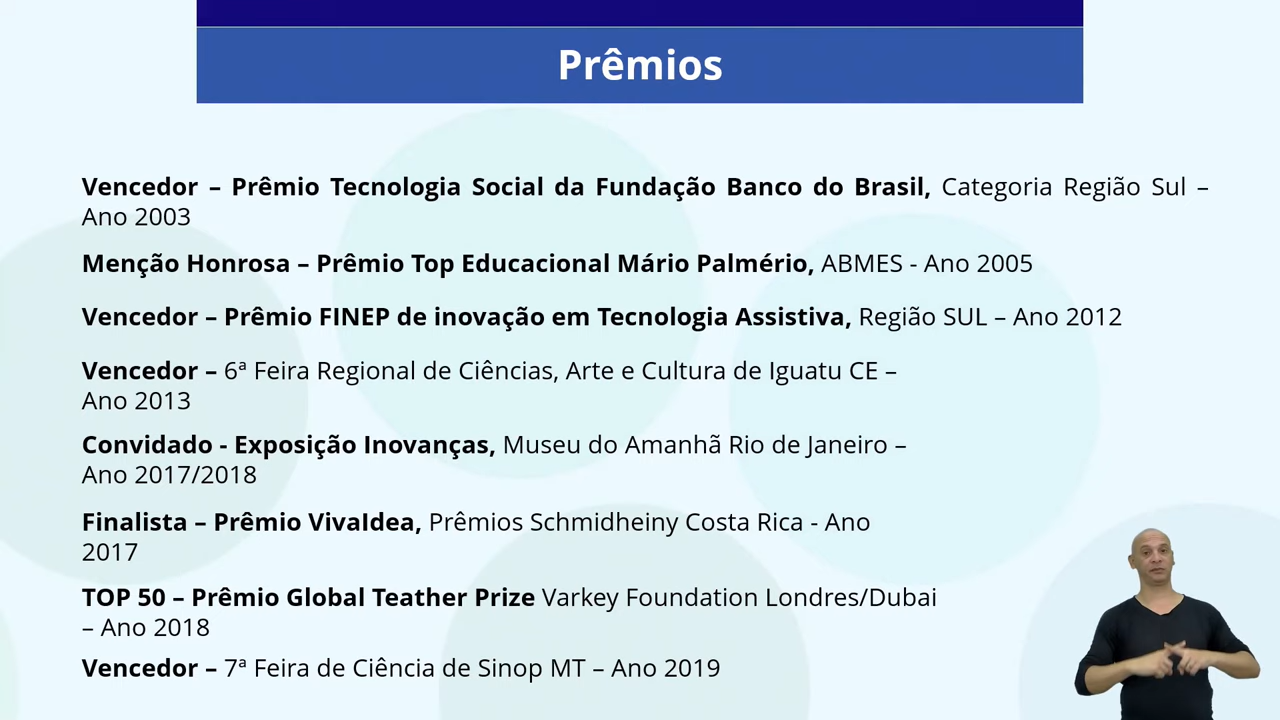 Prêmios
Vencedor – Prêmio Tecnologia Social da Fundação Banco do Brasil, Categoria Região Sul –
Ano 2003
Menção Honrosa – Prêmio Top Educacional Mário Palmério, ABMES - Ano 2005
Vencedor – Prêmio FINEP de inovação em Tecnologia Assistiva, Região SUL – Ano 2012
Vencedor – 6ª Feira Regional de Ciências, Arte e Cultura de Iguatu CE –
Ano 2013
Convidado - Exposição Inovanças, Museu do Amanhã Rio de Janeiro –
Ano 2017/2018
Finalista – Prêmio VivaIdea, Prêmios Schmidheiny Costa Rica - Ano
2017
TOP 50 – Prêmio Global Teather Prize Varkey Foundation Londres/Dubai
– Ano 2018
Vencedor – 7ª Feira de Ciência de Sinop MT – Ano 2019